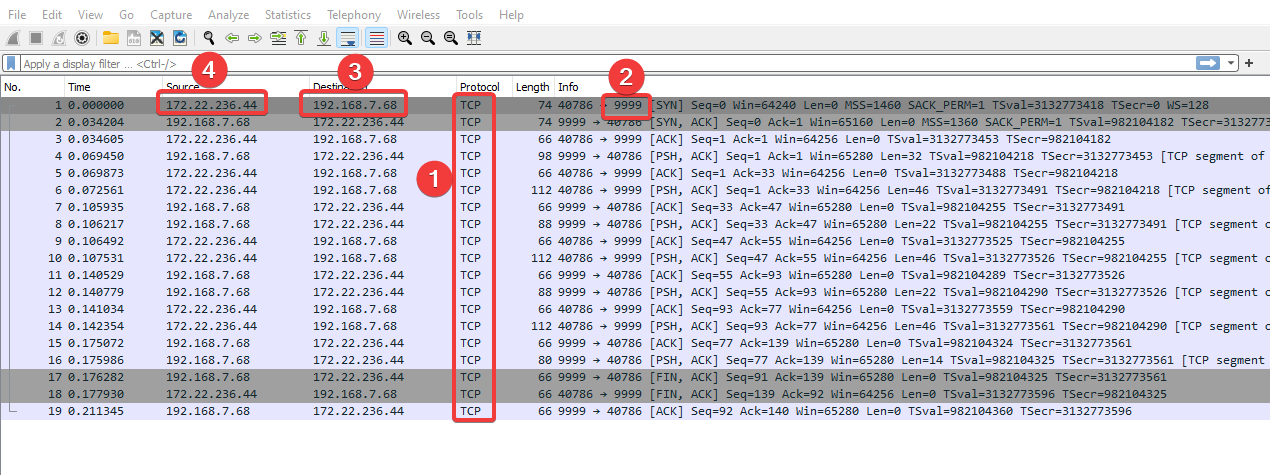 File Edit View Go Capture Analyze Statistics Telephony Wireless Tools Help
Apply a display filter ... <Ctrl-/>
4 3 2
No. Time Source Protocol Length Info
1 0.000000 172.22.236.44 192.168.7.68 TCP 74 40786 → 9999 [SYN] Seq=0 Win=64240 Len=0 MSS=1460 SACK_PERM=1 TSval=3132773418 TSecr=0 WS=128
2 0.034204 192.168.7.68 172.22.236.44 TCP 74 9999 → 40786 [SYN, ACK] Seq=0 Ack=1 Win=65160 Len=0 MSS=1360 SACK_PERM=1 TSval=982104182 TSecr=313277
3 0.034605 172.22.236.44 192.168.7.68 TCP 66 40786 → 9999 [ACK] Seq=1 Ack=1 Win=64256 Len=0 TSval=3132773453 TSecr=982104182
4 0.069450 192.168.7.68 172.22.236.44 TCP 98 9999 → 40786 [PSH, ACK] Seq=1 Ack=1 Win=65280 Len=32 TSval=982104218 TSecr=3132773453 [TCP segment of
5 0.069873 172.22.236.44 192.168.7.68 TCP 66 40786 → 9999 [ACK] Seq=1 Ack=33 Win=64256 Len=0 TSval=3132773488 TSecr=982104218
1
6 0.072561 172.22.236.44 192.168.7.68 TCP 112 40786 → 9999 [PSH, ACK] Seq=1 Ack=33 Win=64256 Len=46 TSval=3132773491 TSecr=982104218 [TCP segment of
7 0.105935 192.168.7.68 172.22.236.44 TCP 66 9999 → 40786 [ACK] Seq=33 Ack=47 Win=65280 Len=0 TSval=982104255 TSecr=3132773491
8 0.106217 192.168.7.68 172.22.236.44 TCP 88 9999 → 40786 [PSH, ACK] Seq=33 Ack=47 Win=65280 Len=22 TSval=982104255 TSecr=3132773491 [TCP segment o
9 0.106492 172.22.236.44 192.168.7.68 TCP 66 40786 → 9999 [ACK] Seq=47 Ack=55 Win=64256 Len=0 TSval=3132773525 TSecr=982104255
10 0.107531 172.22.236.44 192.168.7.68 TCP 112 40786 → 9999 [PSH, ACK] Seq=47 Ack=55 Win=64256 Len=46 TSval=3132773526 TSecr=982104255 [TCP segment o
11 0.140529 192.168.7.68 172.22.236.44 TCP 66 9999 → 40786 [ACK] Seq=55 Ack=93 Win=65280 Len=0 TSval=982104289 TSecr=3132773526
12 0.140779 192.168.7.68 172.22.236.44 TCP 88 9999 → 40786 [PSH, ACK] Seq=55 Ack=93 Win=65280 Len=22 TSval=982104290 TSecr=3132773526 [TCP segment o
13 0.141034 172.22.236.44 192.168.7.68 TCP 66 40786 → 9999 [ACK] Seq=93 Ack=77 Win=64256 Len=0 TSval=3132773559 TSecr=982104290
14 0.142354 172.22.236.44 192.168.7.68 TCP 112 40786 → 9999 [PSH, ACK] Seq=93 Ack=77 Win=64256 Len=46 TSval=3132773561 TSecr=982104290 [TCP segment o
15 0.175072 192.168.7.68 172.22.236.44 TCP 66 9999 → 40786 [ACK] Seq=77 Ack=139 Win=65280 Len=0 TSval=982104324 TSecr=3132773561
16 0.175986 192.168.7.68 172.22.236.44 TCP 80 9999 → 40786 [PSH, ACK] Seq=77 Ack=139 Win=65280 Len=14 TSval=982104325 TSecr=3132773561 [TCP segment
17 0.176282 192.168.7.68 172.22.236.44 TCP 66 9999 → 40786 [FIN, ACK] Seq=91 Ack=139 Win=65280 Len=0 TSval=982104325 TSecr=3132773561
18 0.177930 172.22.236.44 192.168.7.68 TCP 66 40786 → 9999 [FIN, ACK] Seq=139 Ack=92 Win=64256 Len=0 TSval=3132773596 TSecr=982104325
19 0.211345 192.168.7.68 172.22.236.44 TCP 66 9999 → 40786 [ACK] Seq=92 Ack=140 Win=65280 Len=0 TSval=982104360 TSecr=3132773596